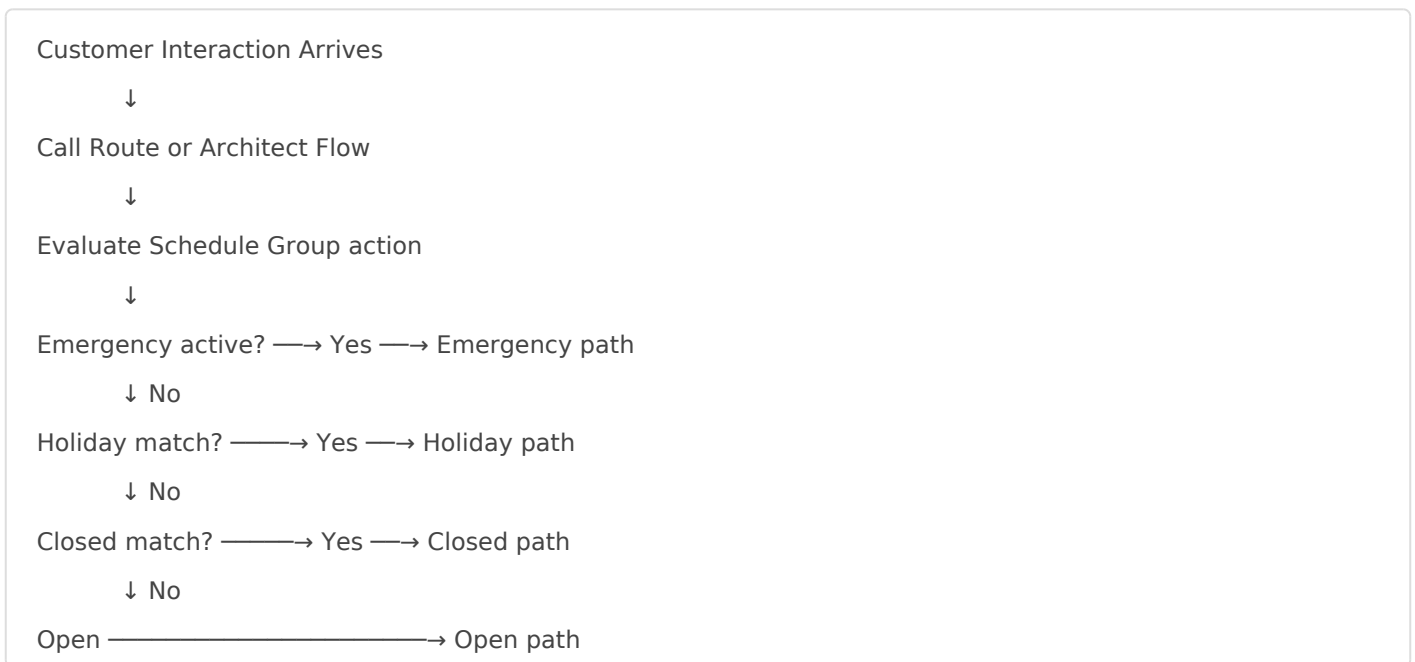 Customer Interaction Arrives
↓
Call Route or Architect Flow
↓
Evaluate Schedule Group action
↓
Emergency active? ──→ Yes ──→ Emergency path
↓ No
Holiday match? ───→ Yes ──→ Holiday path
↓ No
Closed match? ────→ Yes ──→ Closed path
↓ No
Open ─────────────────→ Open path